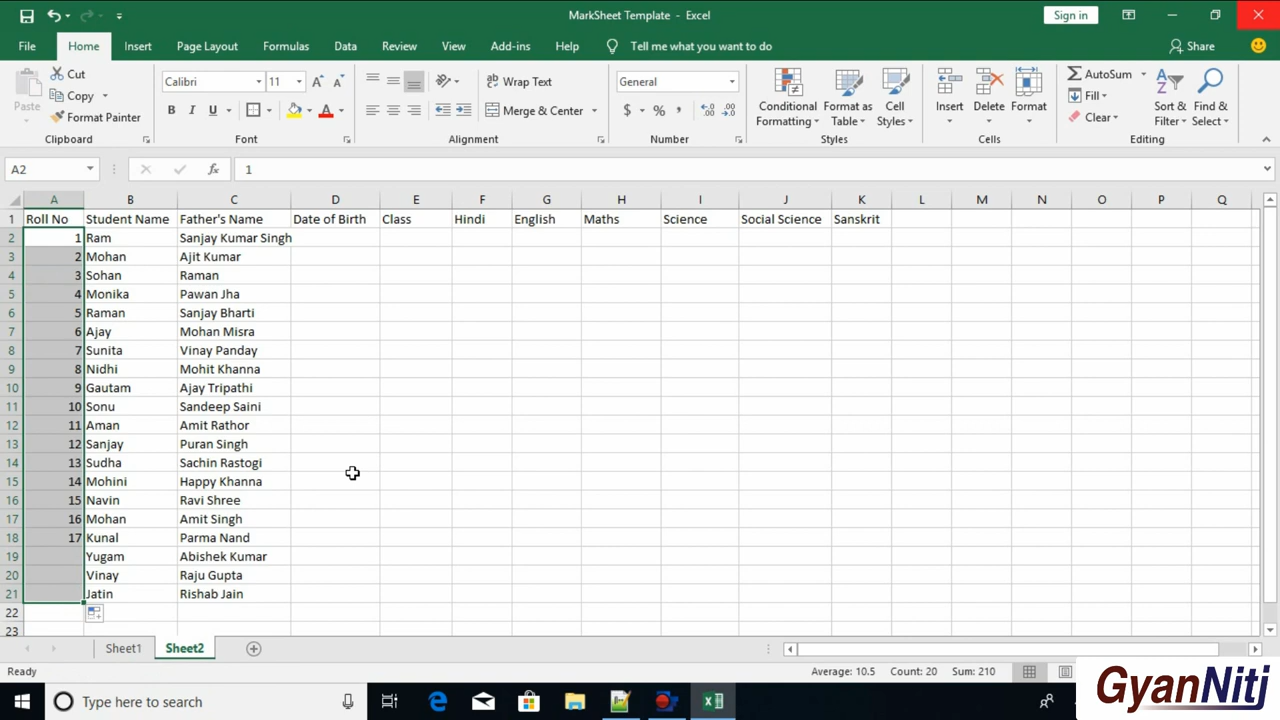 MarkSheet Template - Excel
Sign in
File Home Insert Page Layout Formulas Data Review View Add-ins Help Tell me what you want to do Share
Paste Cut Copy Format Painter
Calibri 11
Wrap Text
Merge & Center
General
Conditional Formatting Format as Table Cell Styles
Insert Delete Format
AutoSum Fill Clear
Sort & Filter Find & Select
Clipboard Font Alignment Number Styles Cells Editing
A2 fx 1
A B C D E F G H I J K L M N O P Q
1 Roll No Student Name Father's Name Date of Birth Class Hindi English Maths Science Social Science Sanskrit
2 1 Ram Sanjay Kumar Singh
3 2 Mohan Ajit Kumar
4 3 Sohan Raman
5 4 Monika Pawan Jha
6 5 Raman Sanjay Bharti
7 6 Ajay Mohan Misra
8 7 Sunita Vinay Panday
9 8 Nidhi Mohit Khanna
10 9 Gautam Ajay Tripathi
11 10 Sonu Sandeep Saini
12 11 Aman Amit Rathor
13 12 Sanjay Puran Singh
14 13 Sudha Sachin Rastogi
15 14 Mohini Happy Khanna
16 15 Navin Ravi Shree
17 16 Mohan Amit Singh
18 17 Kunal Parma Nand
19 Yugam Abishek Kumar
20 Vinay Raju Gupta
21 Jatin Rishab Jain
22
23
Sheet1 Sheet2
Ready Average: 10.5 Count: 20 Sum: 210
Type here to search
GyanNiti